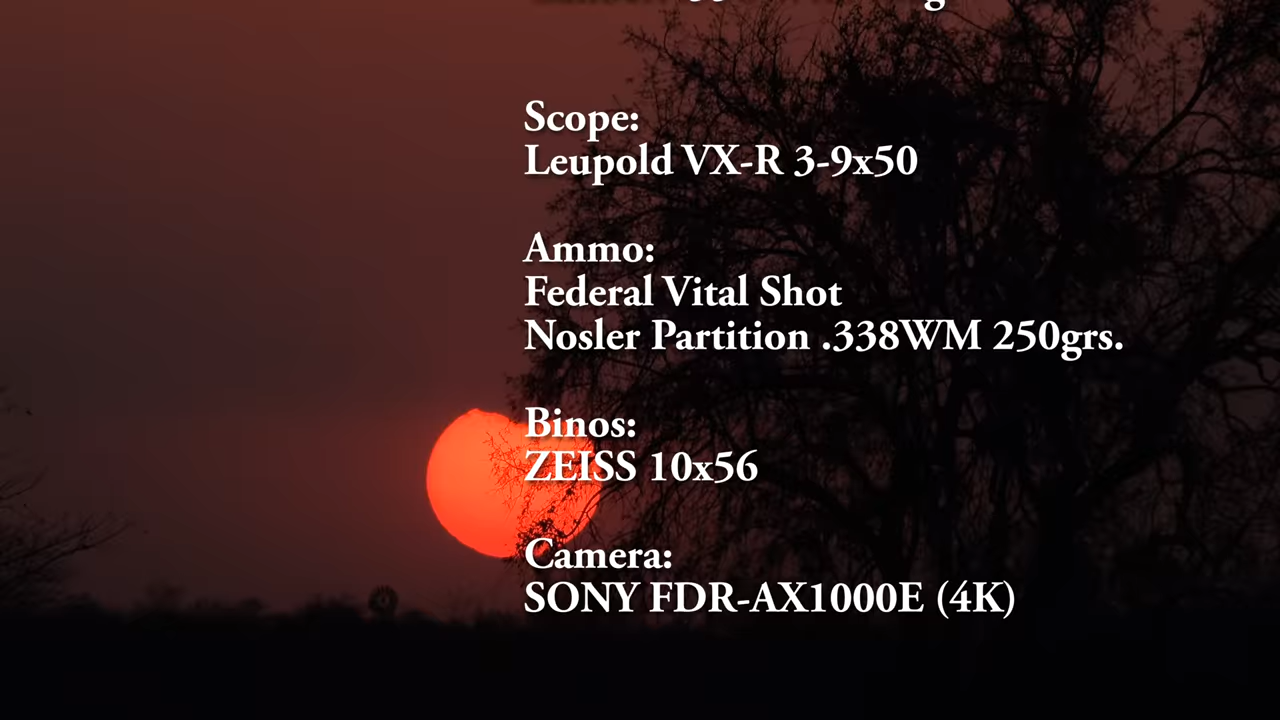 Scope:
Leupold VX-R 3-9x50
Ammo:
Federal Vital Shot
Nosler Partition .338WM 250grs.
Binos:
ZEISS 10x56
Camera:
SONY FDR-AX1000E (4K)